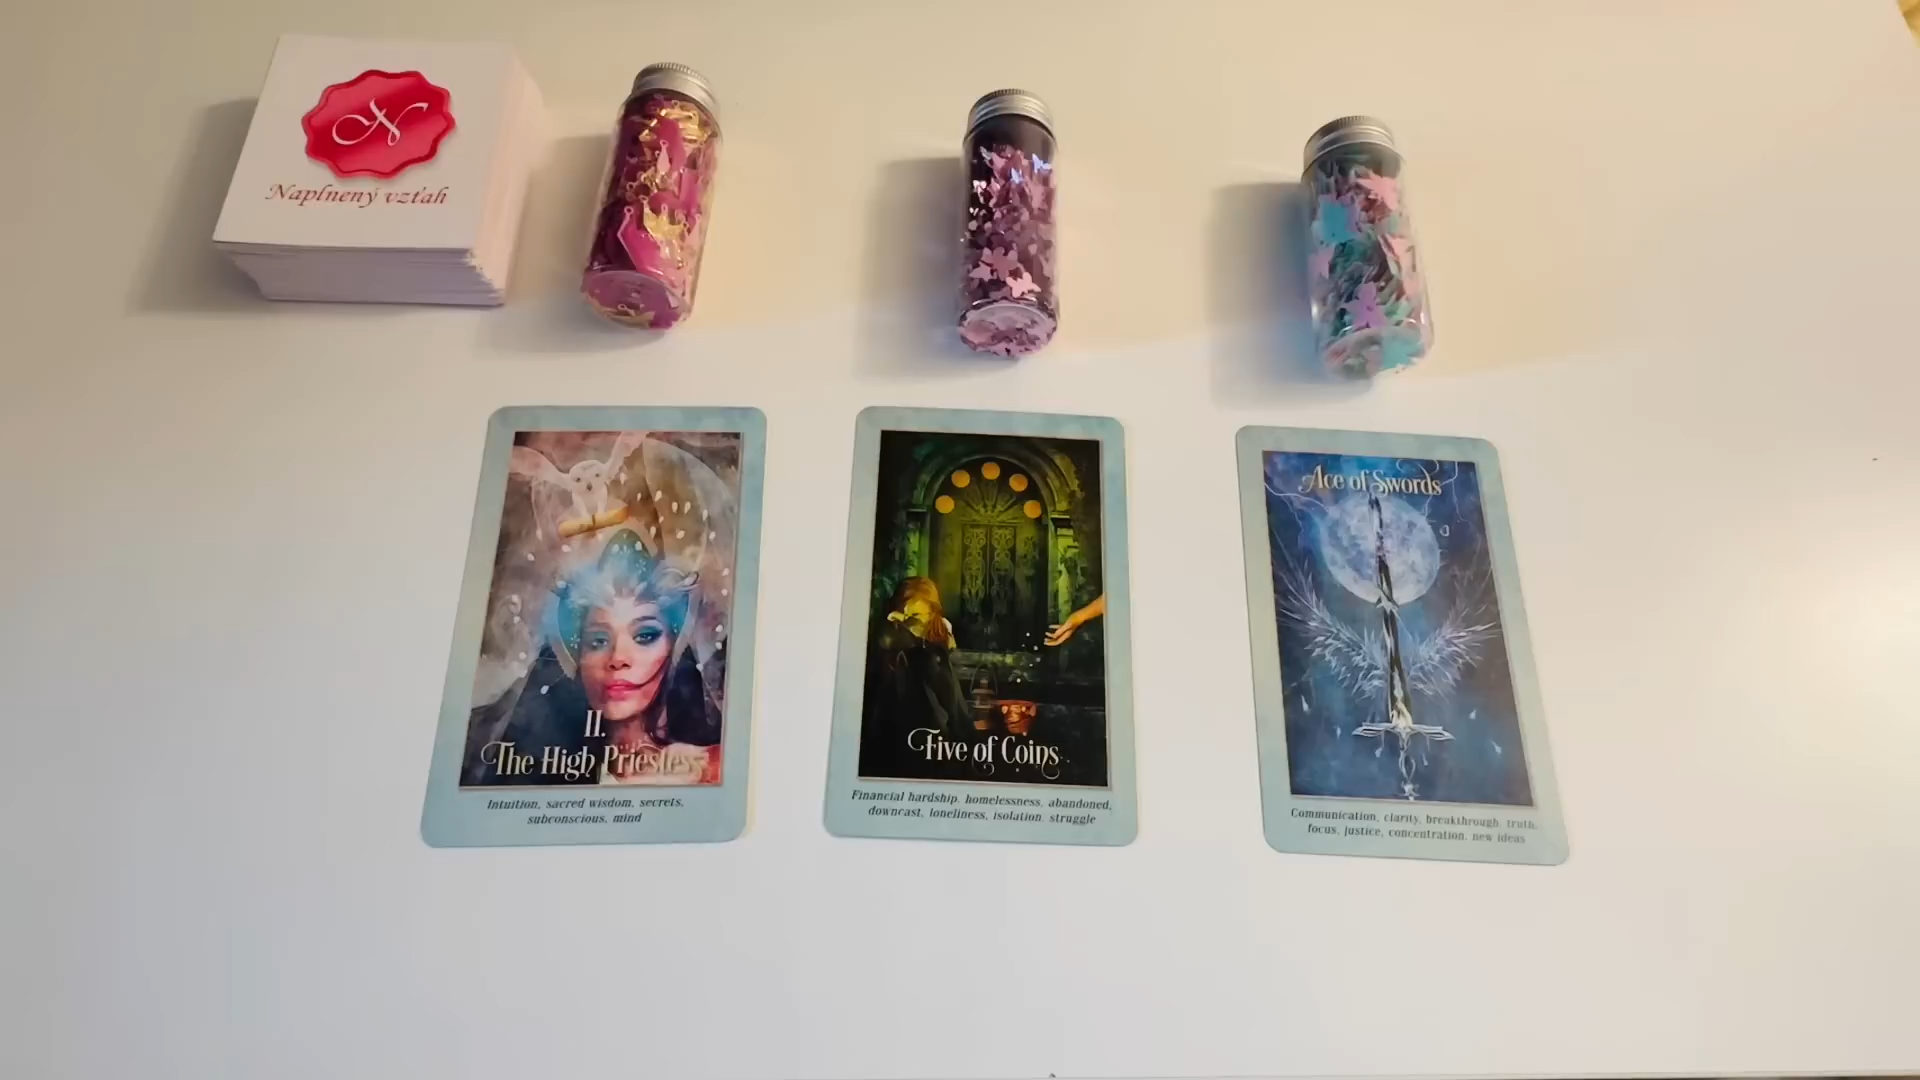 N
Naplnený vzťah
II.
The High Priestess
Intuition, sacred wisdom, secrets,
subconscious, mind
Five of Coins
Financial hardship, homelessness, abandoned,
downcast, loneliness, isolation, struggle
Ace of Swords
Communication, clarity, breakthrough, truth,
focus, justice, concentration, new ideas